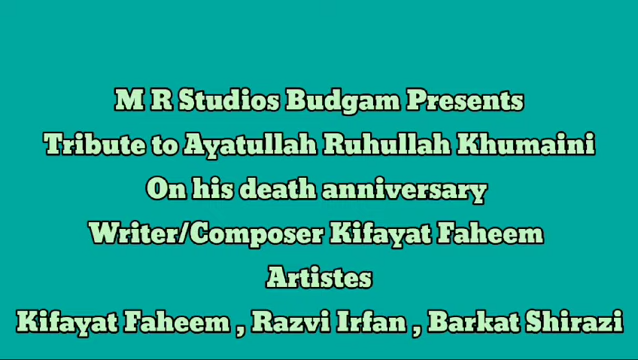 M R Studios Budgam Presents
Tribute to Ayatullah Ruhullah Khumaini
On his death anniversary
Writer/Composer Kifayat Faheem
Artistes
Kifayat Faheem , Razvi Irfan , Barkat Shirazi